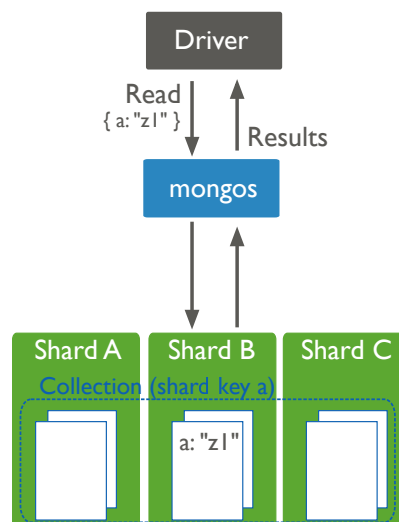 Driver
Read
{ a: "z1" }
Results
mongos
Shard A
Shard B
Shard C
Collection (shard key a)
a: "z1"